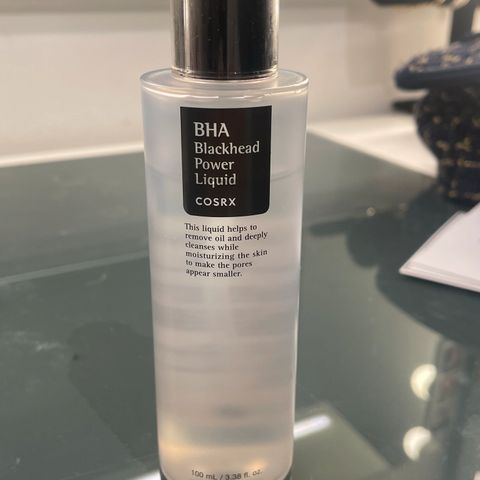 BHA
Blackhead
Power
Liquid
COSRX
This liquid helps to
remove oil and deeply
cleanses while
moisturizing the skin
to make the pores
appear smaller.
100 mL / 3.38 fl. oz.